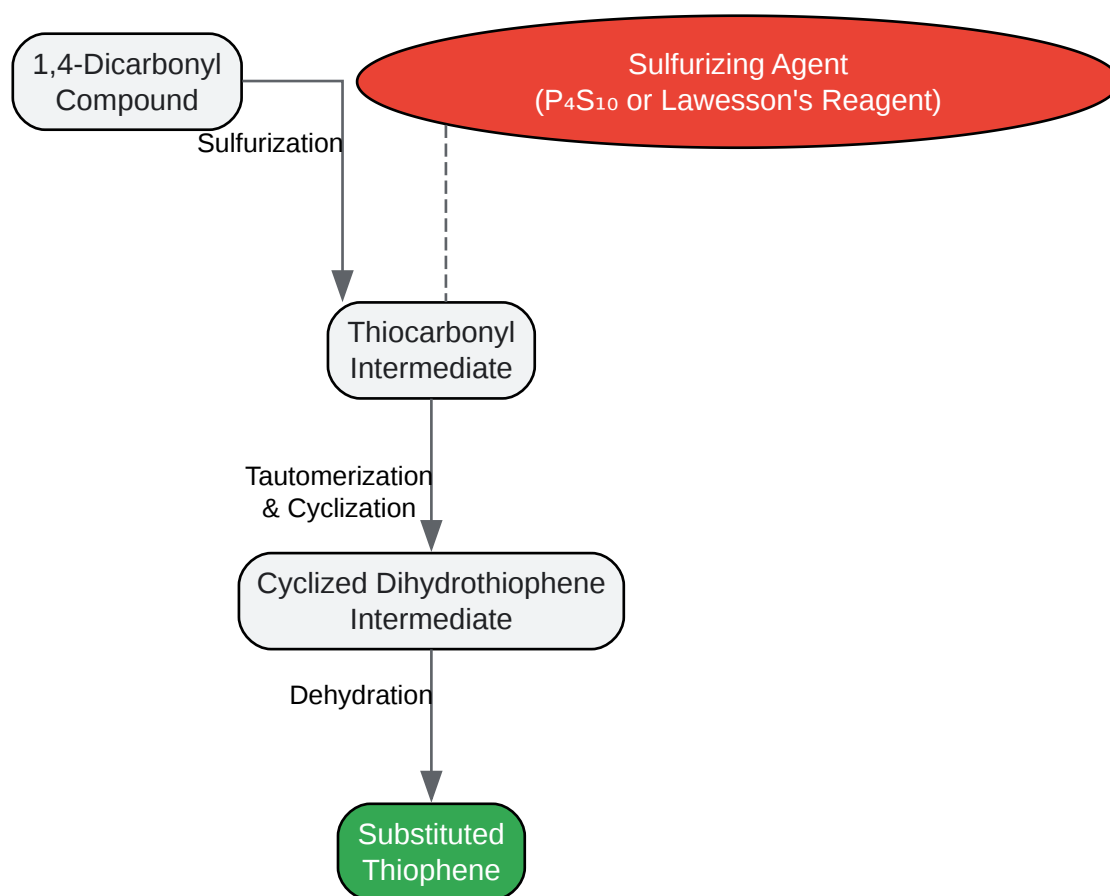 1,4-Dicarbonyl
Compound
Sulfurizing Agent
(P₄S₁₀ or Lawesson's Reagent)
Sulfurization
Thiocarbonyl
Intermediate
Tautomerization
& Cyclization
Cyclized Dihydrothiophene
Intermediate
Dehydration
Substituted
Thiophene